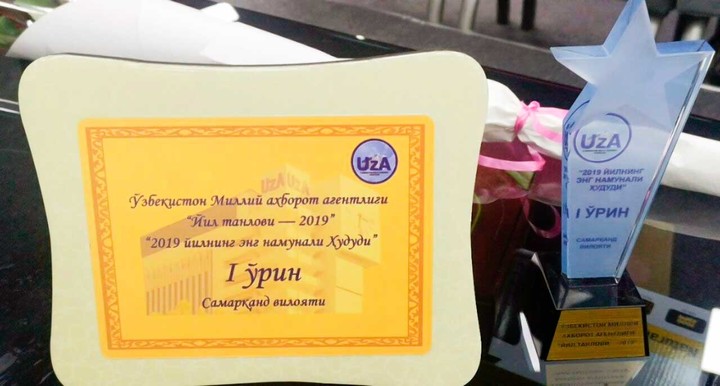 UzA
Ўзбекистон Миллий ахборот агентлиги
“Йил танлови — 2019”
“2019 йилнинг энг намунали Ҳудуди”
I ўрин
Самарқанд вилояти
UzA
"2019 ЙИЛНИНГ
ЭНГ НАМУНАЛИ
ҲУДУДИ"
I ЎРИН
САМАРҚАНД
ВИЛОЯТИ